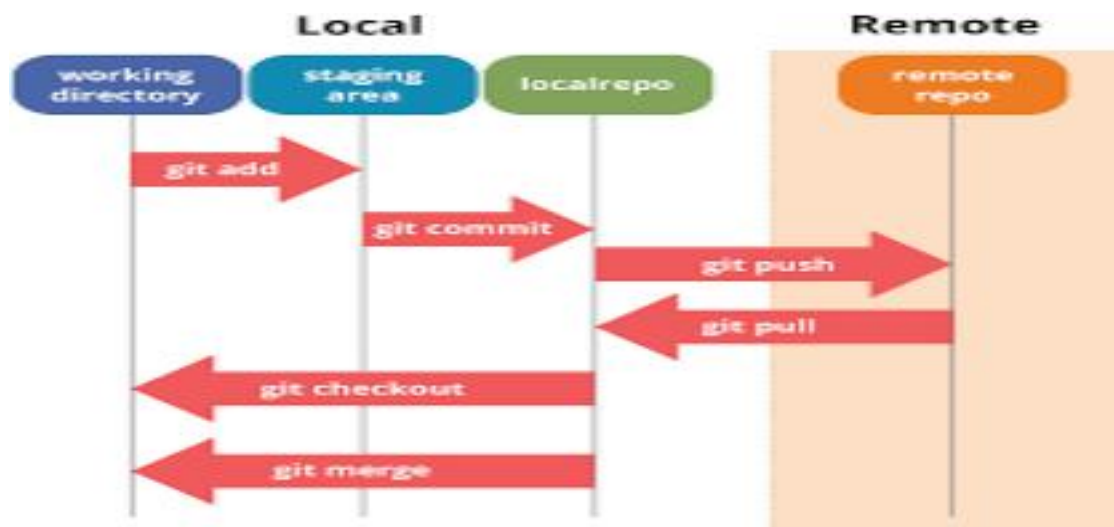 Local
Remote
working
directory
staging
area
localrepo
remote
repo
git add
git commit
git push
git pull
git checkout
git merge